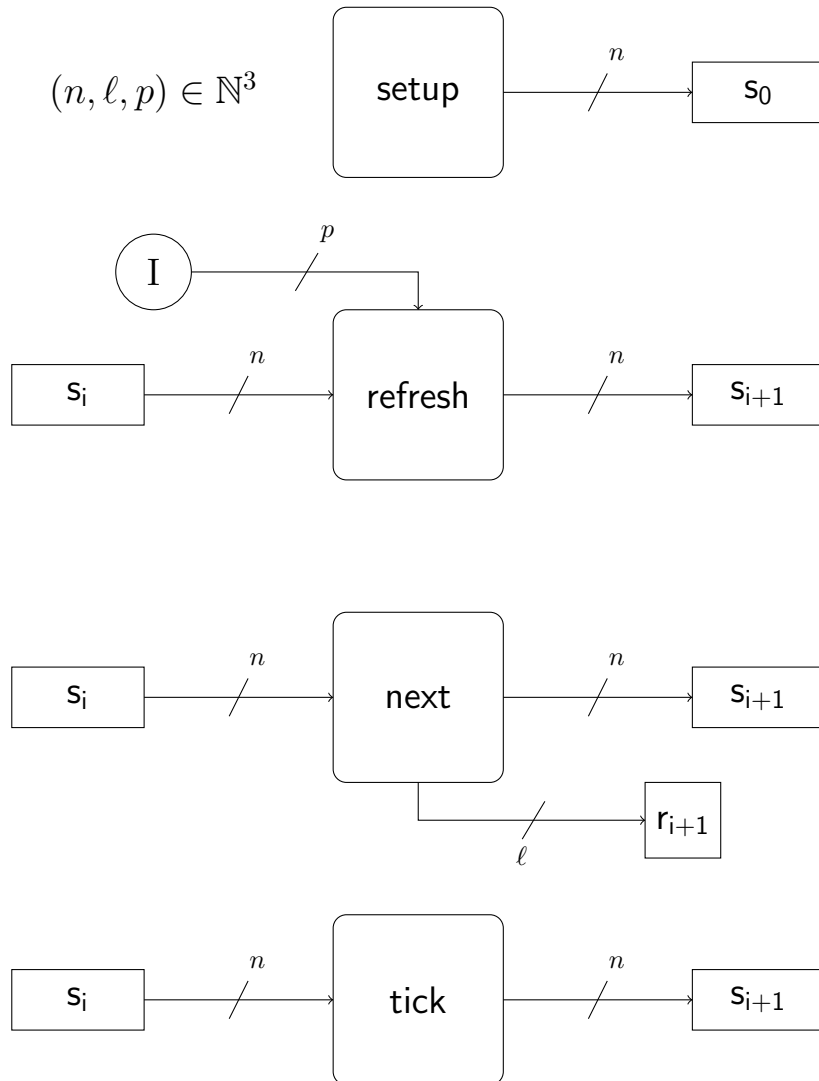 (n, ℓ, p) ∈ ℕ³
setup
n
s₀
I
p
sᵢ
n
refresh
n
sᵢ₊₁
sᵢ
n
next
n
sᵢ₊₁
ℓ
rᵢ₊₁
sᵢ
n
tick
n
sᵢ₊₁